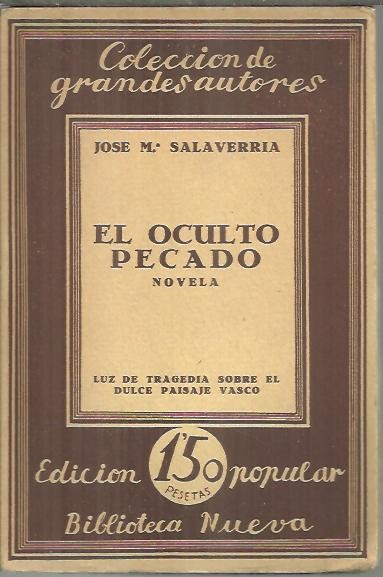 Coleccion de
grandes autores
JOSE M.ª SALAVERRIA
EL OCULTO
PECADO
NOVELA
LUZ DE TRAGEDIA SOBRE EL
DULCE PAISAJE VASCO
Edicion 1'50 popular
PESETAS
Biblioteca Nueva